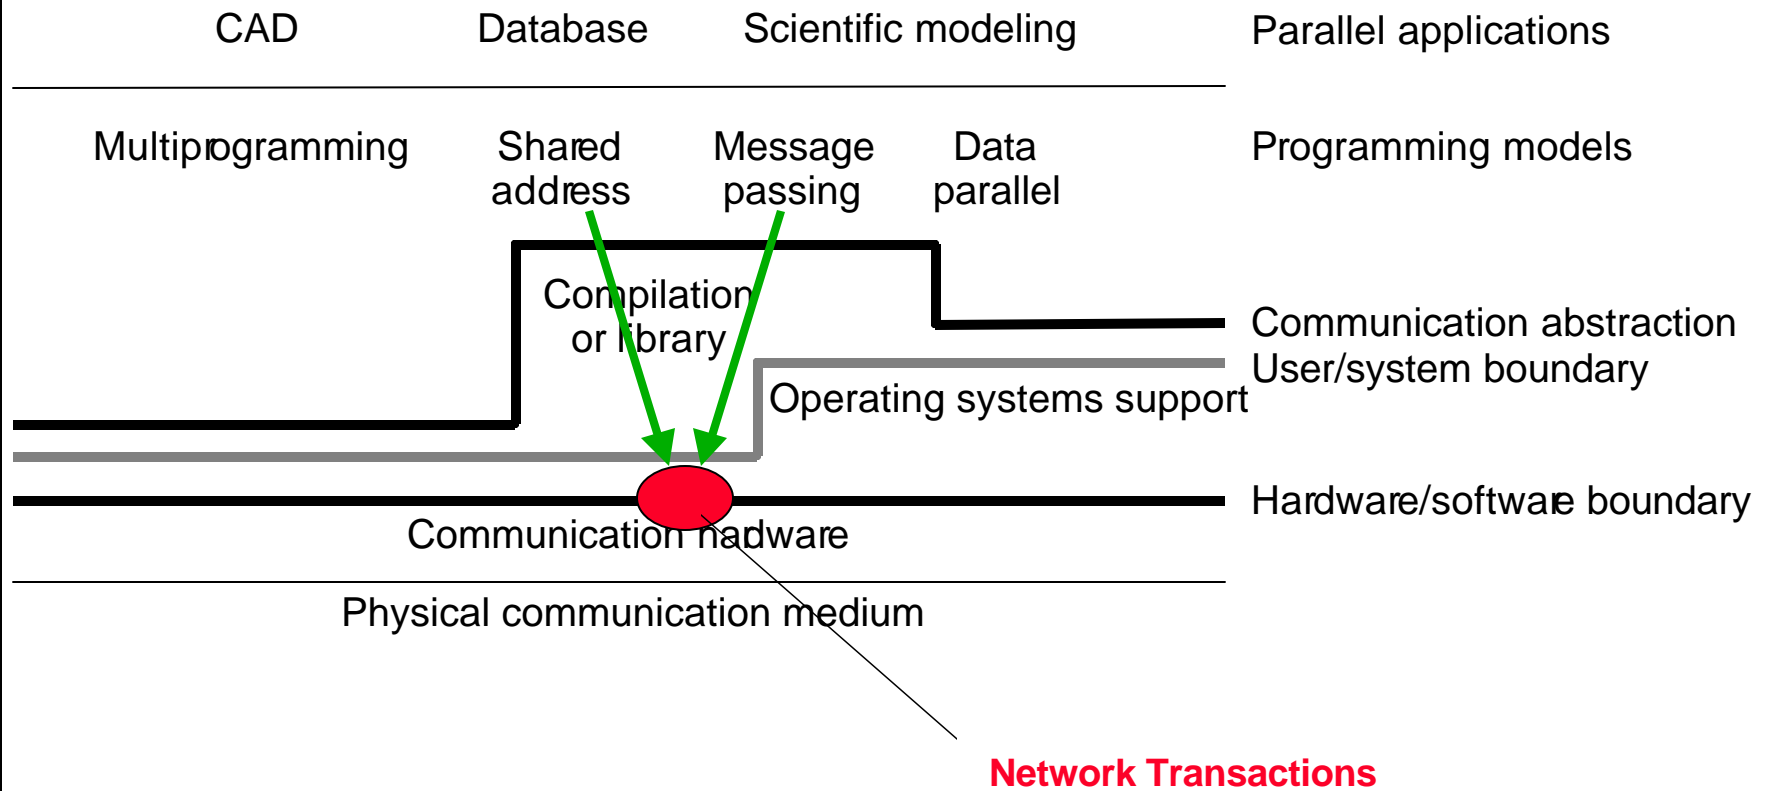 CAD Database Scientific modeling Parallel applications
Multiprogramming Shared address Message passing Data parallel Programming models
Compilation or library
Communication abstraction
User/system boundary
Operating systems support
Hardware/software boundary
Communication hardware
Physical communication medium
Network Transactions